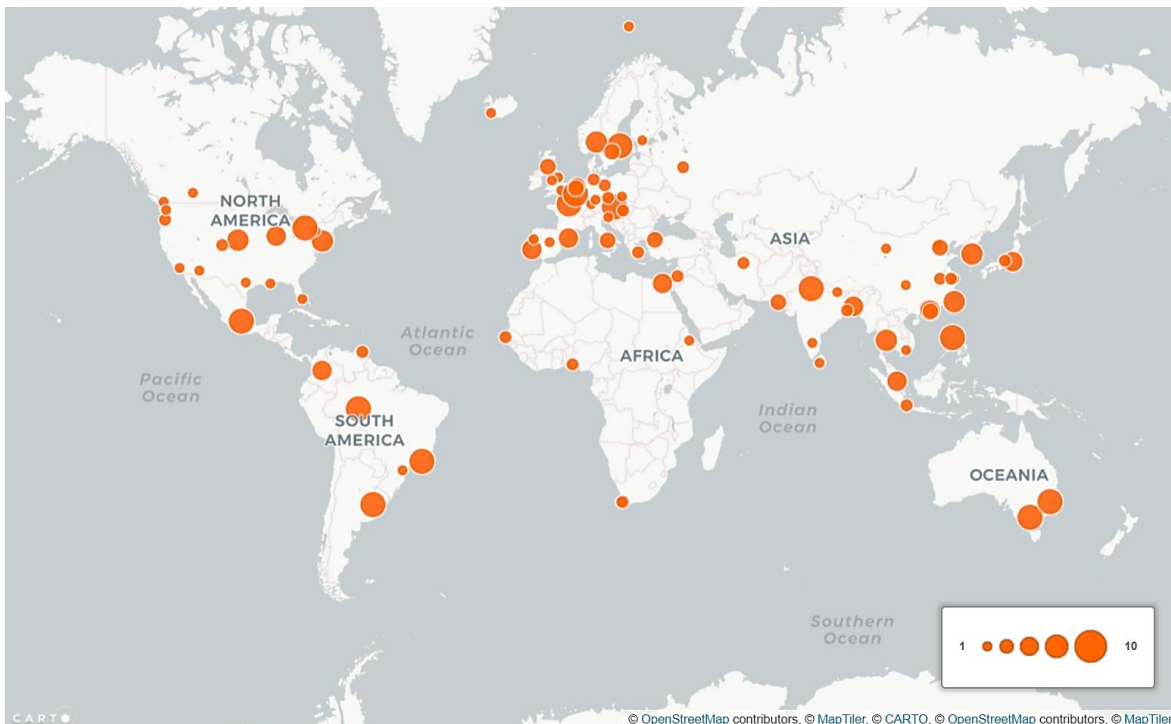 NORTH
AMERICA
ASIA
Atlantic
Ocean
AFRICA
Pacific
Ocean
Indian
Ocean
SOUTH
AMERICA
OCEANIA
Southern
Ocean
1 10
CARTO
© OpenStreetMap contributors, © MapTiler, © CARTO, © OpenStreetMap contributors, © MapTiler